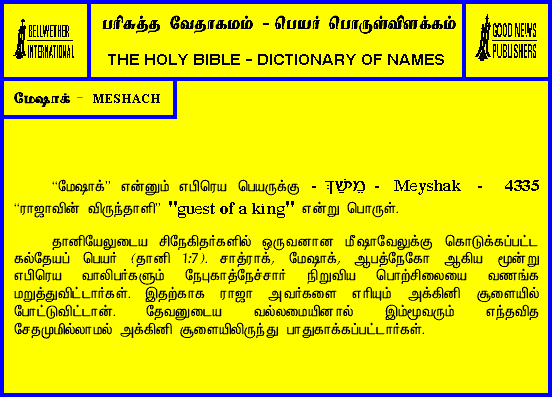 BELLWETHER
INTERNATIONAL
பரிசுத்த வேதாகமம் - பெயர் பொருள்விளக்கம்
THE HOLY BIBLE - DICTIONARY OF NAMES
GOOD NEWS
PUBLISHERS
மேஷாக் - MESHACH
“மேஷாக்” என்னும் எபிரெய பெயருக்கு - מֵישַׁךְ - Meyshak - 4335
“ராஜாவின் விருந்தாளி” "guest of a king" என்று பொருள்.
தானியேலுடைய சிநேகிதர்களில் ஒருவனான மீஷாவேலுக்கு கொடுக்கப்பட்ட
கல்தேயப் பெயர் (தானி 1:7). சாத்ராக், மேஷாக், ஆபத்நேகோ ஆகிய மூன்று
எபிரெய வாலிபர்களும் நேபுகாத்நேச்சார் நிறுவிய பொற்சிலையை வணங்க
மறுத்துவிட்டார்கள். இதற்காக ராஜா அவர்களை எரியும் அக்கினி சூளையில்
போட்டுவிட்டான். தேவனுடைய வல்லமையினால் இம்மூவரும் எந்தவித
சேதமுமில்லாமல் அக்கினி சூளையிலிருந்து பாதுகாக்கப்பட்டார்கள்.